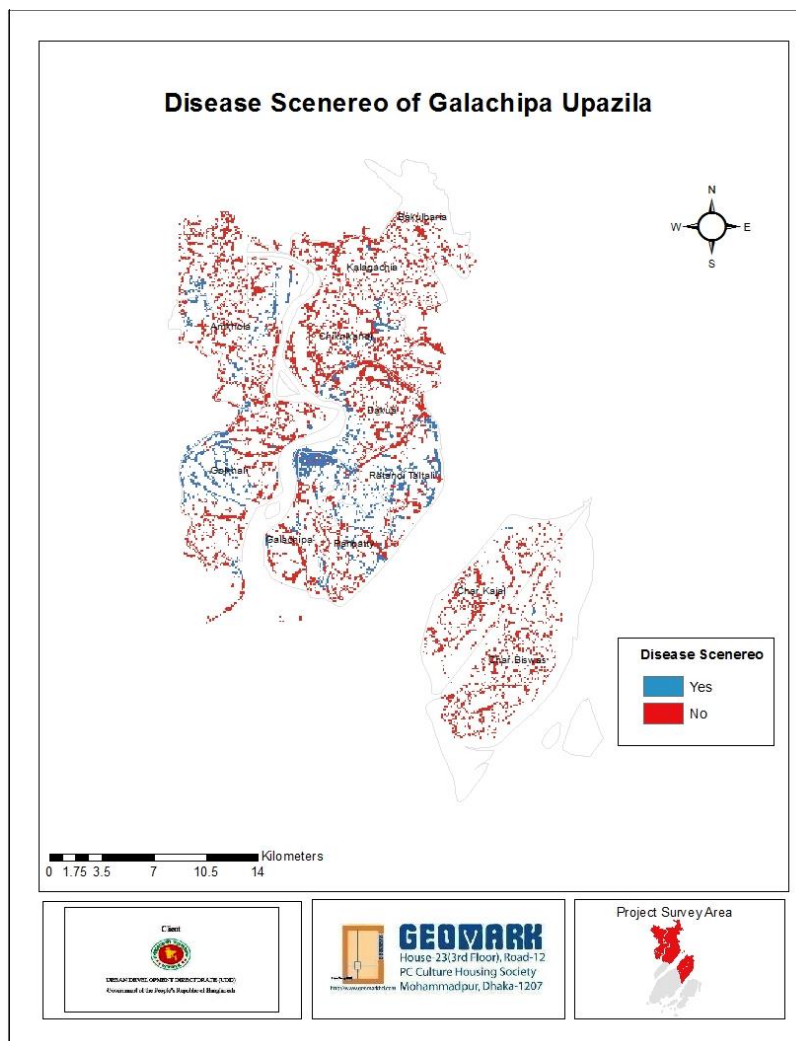 Disease Scenereo of Galachipa Upazila
N
W E
S
Bakulbaria
Kalagachia
Amkhola
Chiknikandi
Dakua
Golkhali
Ratandi Taltali
Galachipa
Panpatty
Char Kajal
Char Biswas
Disease Scenereo
Yes
No
Kilometers
0 1.75 3.5 7 10.5 14
Client
URBAN DEVELOPMENT DIRECTORATE (UDD)
Government of the People's Republic of Bangladesh
GEOMARK
House-23(3rd Floor), Road-12
PC Culture Housing Society
Mohammadpur, Dhaka-1207
Project Survey Area